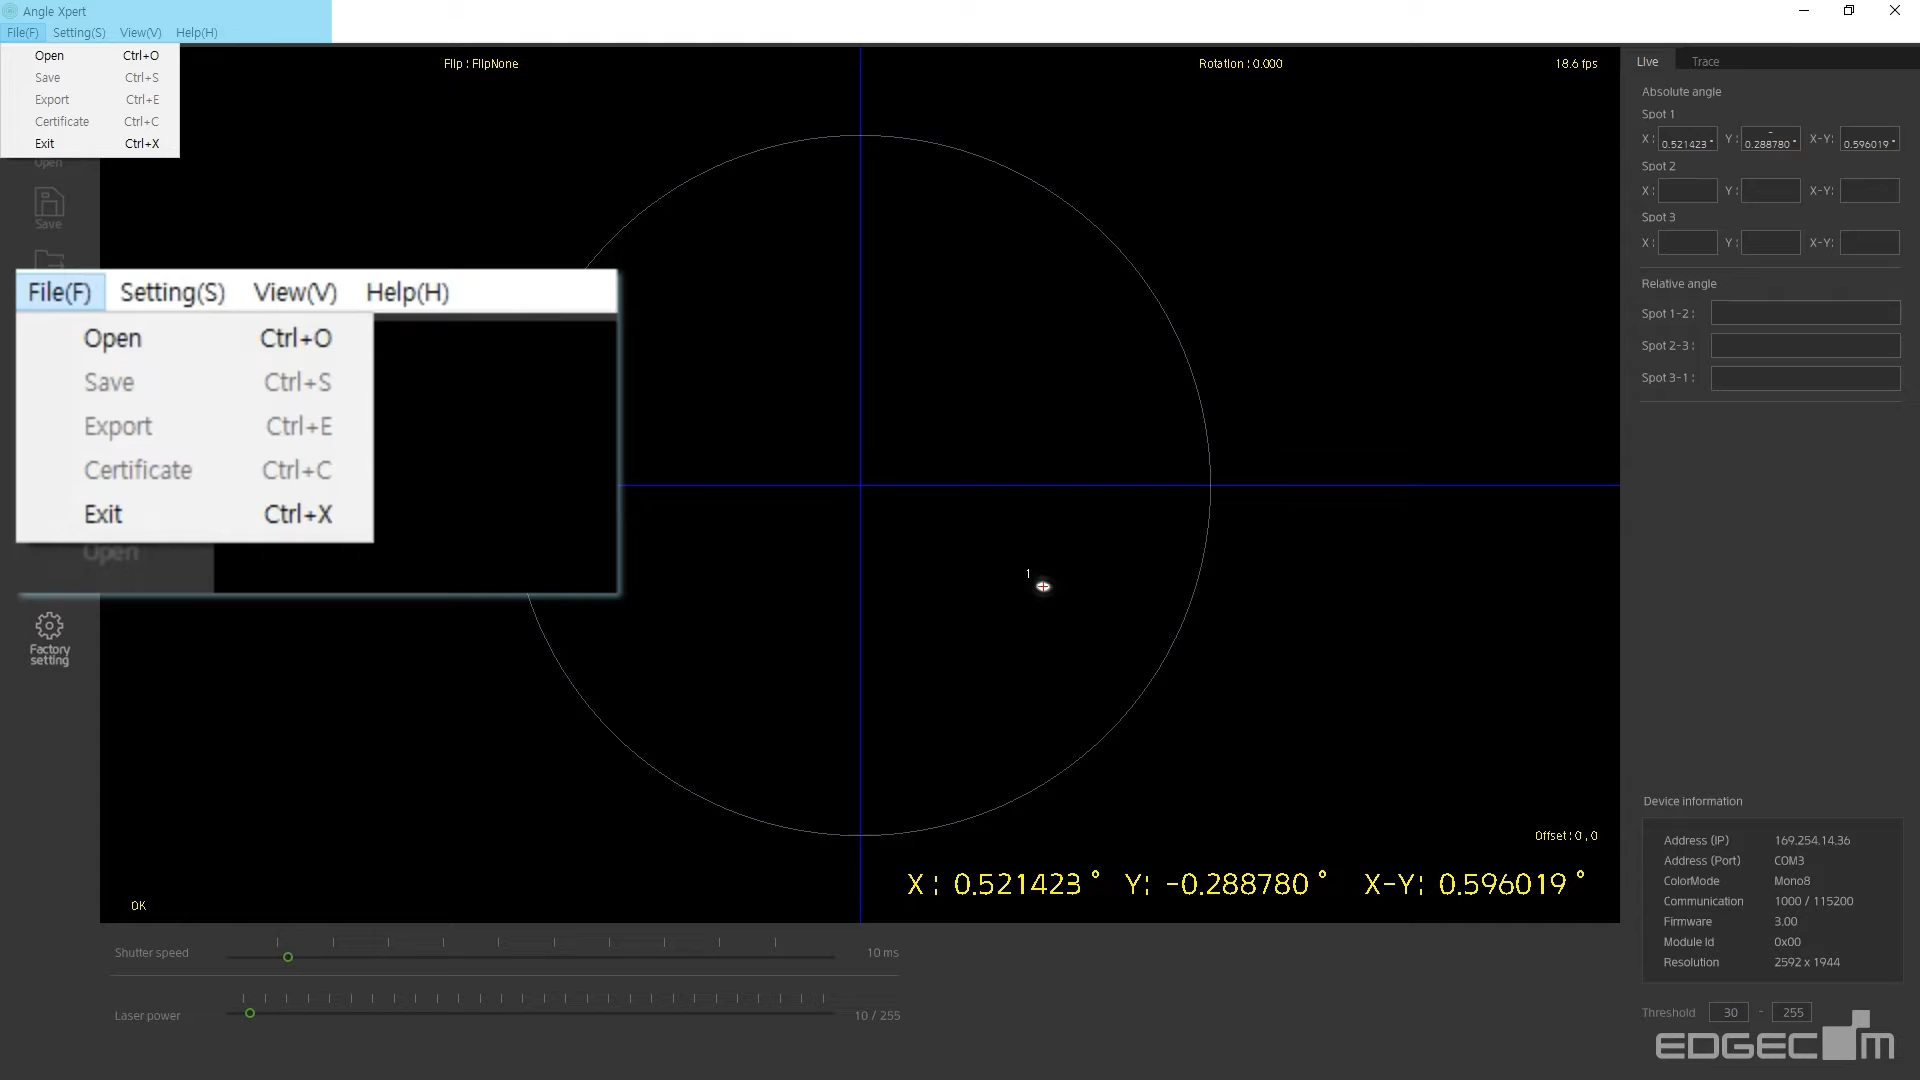 Angle Xpert
File(F) Setting(S) View(V) Help(H)
Open Ctrl+O
Save Ctrl+S
Export Ctrl+E
Certificate Ctrl+C
Exit Ctrl+X
Open
Save
File(F) Setting(S) View(V) Help(H)
Open Ctrl+O
Save Ctrl+S
Export Ctrl+E
Certificate Ctrl+C
Exit Ctrl+X
Open
Factory
setting
Flip : FlipNone Rotation : 0.000 18.6 fps
1
Offset : 0 , 0
X : 0.521423 ° Y: -0.288780 ° X-Y: 0.596019 °
OK
Shutter speed 10 ms
Laser power 10 / 255
Live Trace
Absolute angle
Spot 1
X : 0.521423 ° Y : -0.288780 ° X-Y: 0.596019 °
Spot 2
X : Y : X-Y:
Spot 3
X : Y : X-Y:
Relative angle
Spot 1-2 :
Spot 2-3 :
Spot 3-1 :
Device information
Address (IP) 169.254.14.36
Address (Port) COM3
ColorMode Mono8
Communication 1000 / 115200
Firmware 3.00
Module Id 0x00
Resolution 2592 x 1944
Threshold 30 - 255
EDGECOM